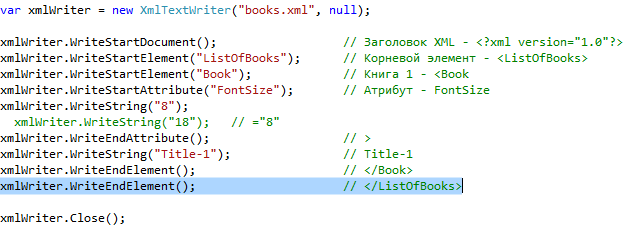 var xmlWriter = new XmlTextWriter("books.xml", null);
xmlWriter.WriteStartDocument(); // Заголовок XML - <?xml version="1.0"?>
xmlWriter.WriteStartElement("ListOfBooks"); // Корневой элемент - <ListOfBooks>
xmlWriter.WriteStartElement("Book"); // Книга 1 - <Book
xmlWriter.WriteStartAttribute("FontSize"); // Атрибут - FontSize
xmlWriter.WriteString("8");
xmlWriter.WriteString("18"); // ="8"
xmlWriter.WriteEndAttribute(); // >
xmlWriter.WriteString("Title-1"); // Title-1
xmlWriter.WriteEndElement(); // </Book>
xmlWriter.WriteEndElement(); // </ListOfBooks>
xmlWriter.Close();